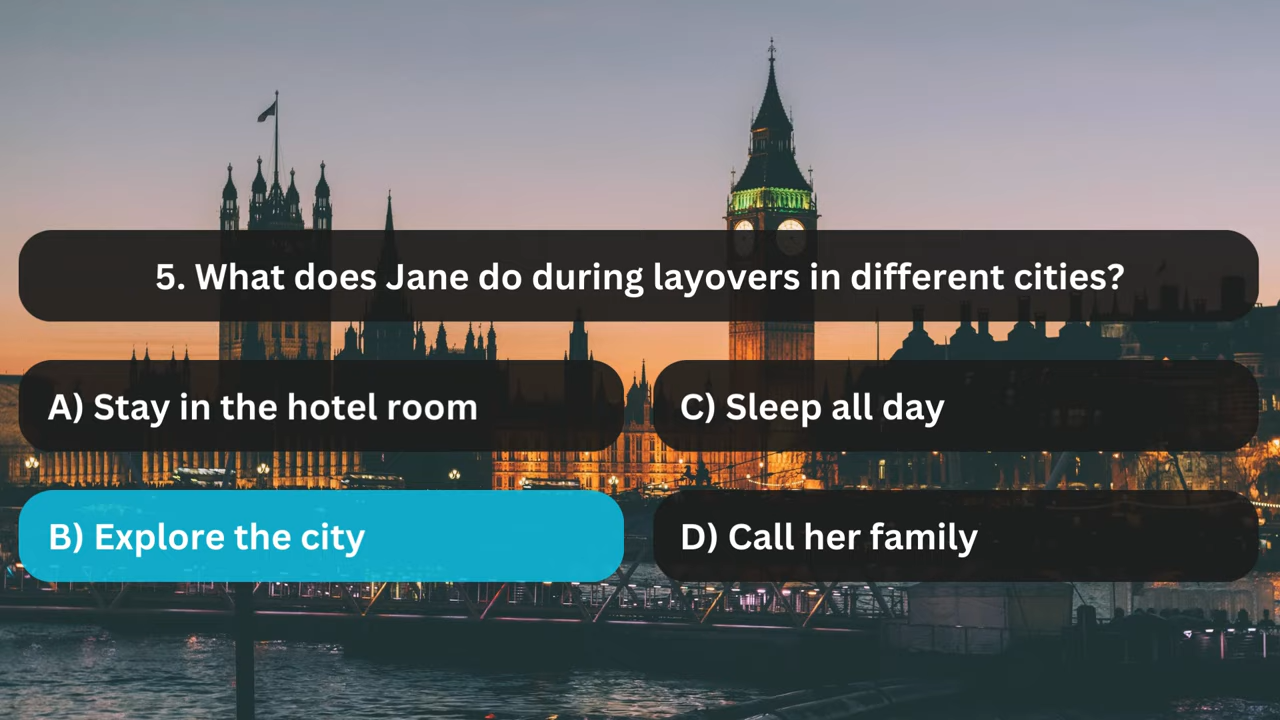 5. What does Jane do during layovers in different cities?
A) Stay in the hotel room
B) Explore the city
C) Sleep all day
D) Call her family